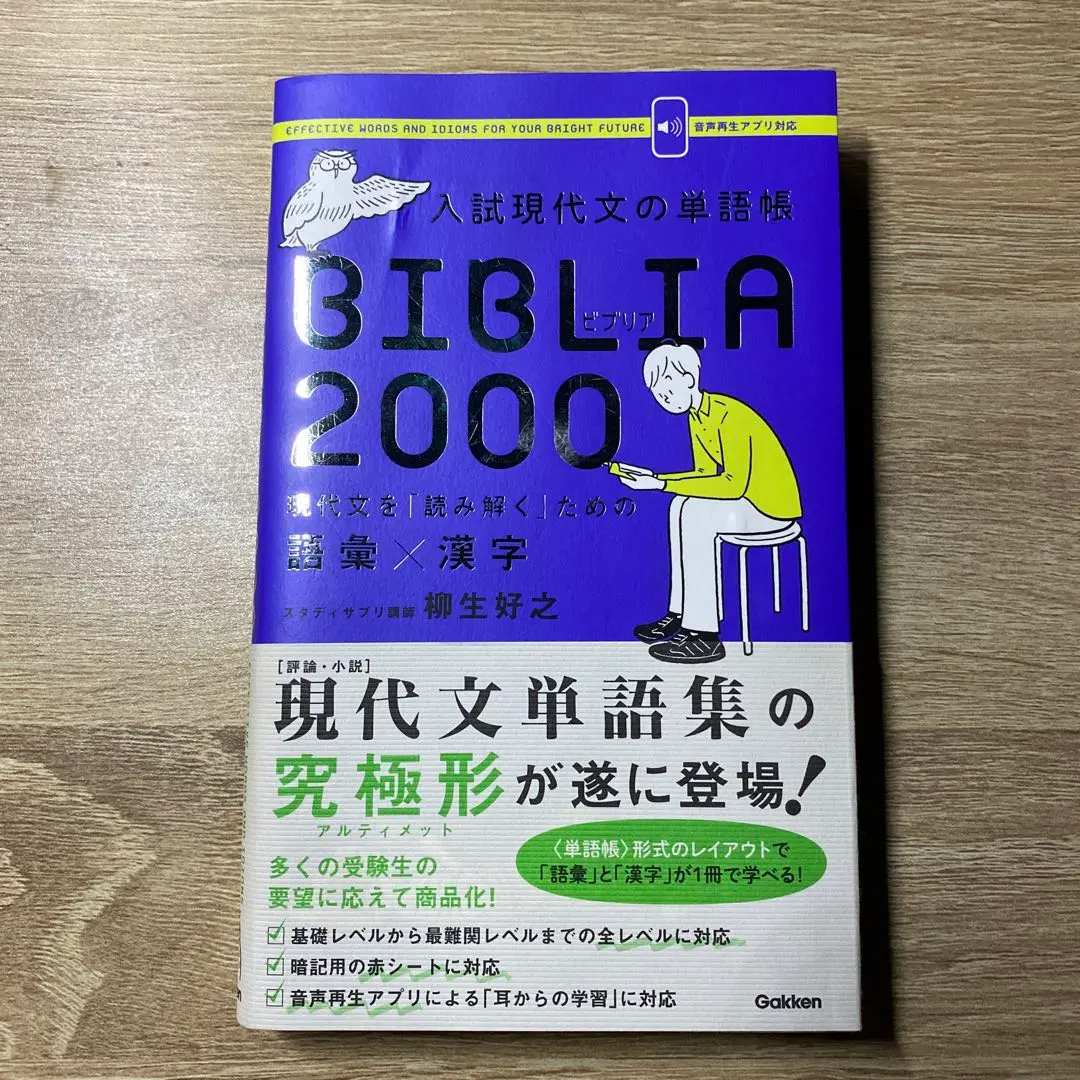 EFFECTIVE WORDS AND IDIOMS FOR YOUR BRIGHT FUTURE
音声再生アプリ対応
入試現代文の単語帳
BIBLIA
ビブリア
2000
現代文を「読み解く」ための
語彙×漢字
スタディサプリ講師 柳生好之
[評論・小説]
現代文単語集の
究極形が遂に登場!
アルティメット
〈単語帳〉形式のレイアウトで
「語彙」と「漢字」が1冊で学べる!
多くの受験生の
要望に応えて商品化!
基礎レベルから最難関レベルまでの全レベルに対応
暗記用の赤シートに対応
音声再生アプリによる「耳からの学習」に対応
Gakken